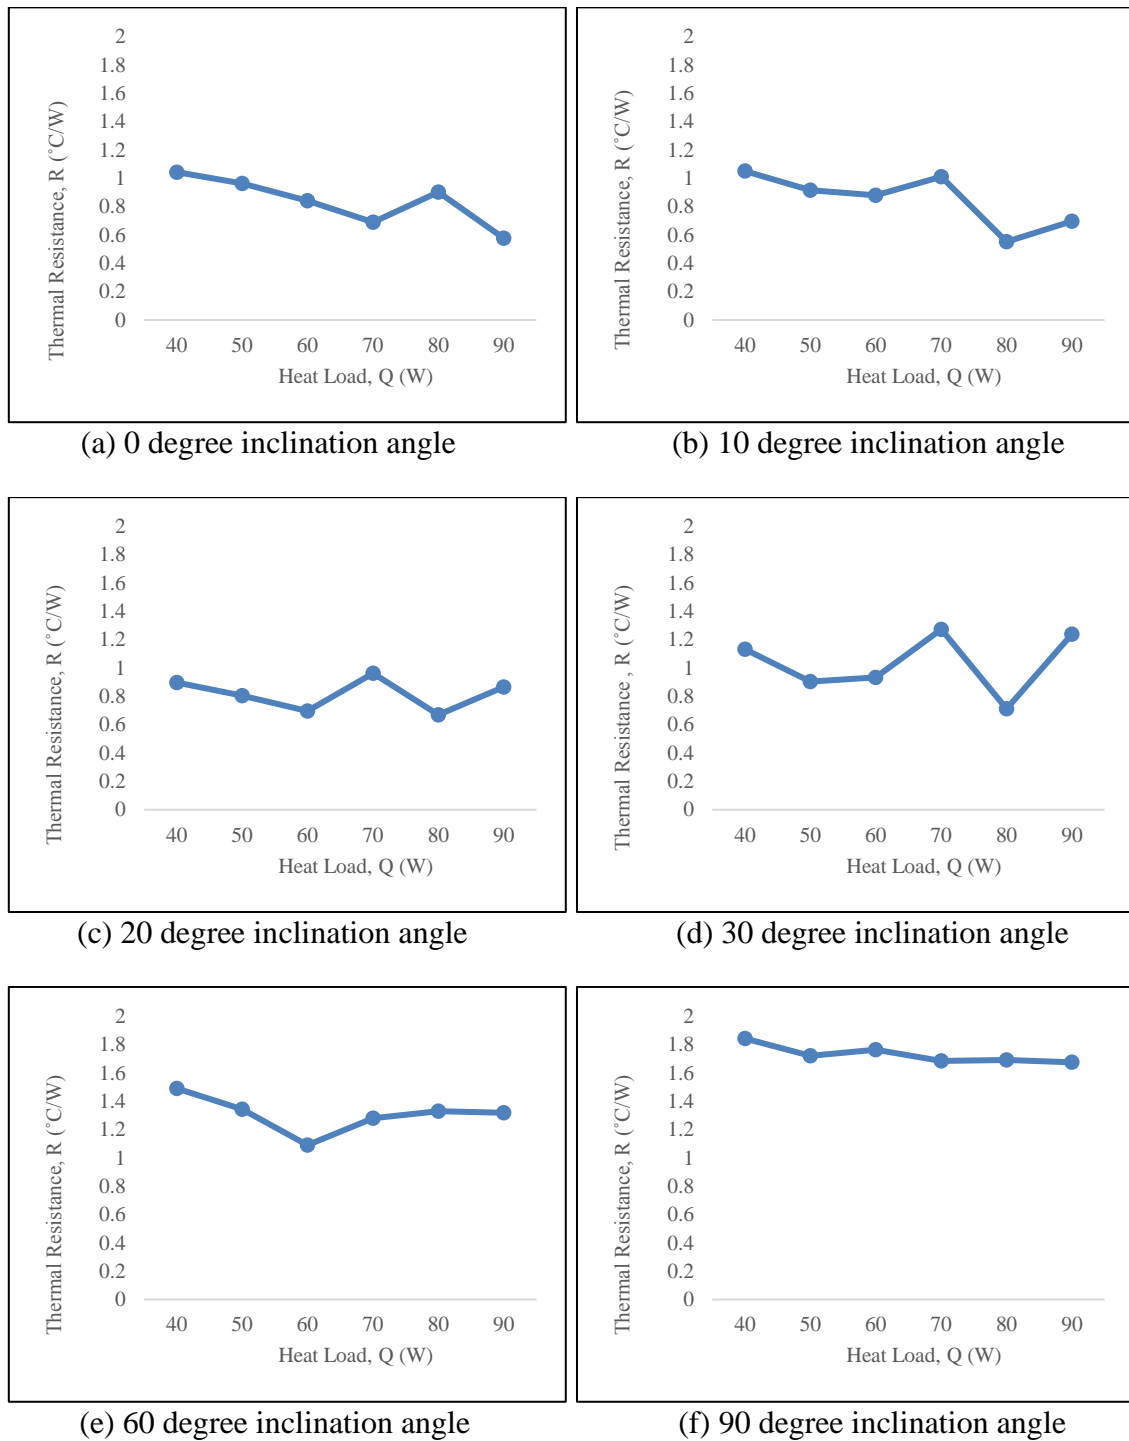 2
1.8
1.6
1.4
1.2
1
0.8
0.6
0.4
0.2
0
Thermal Resistance, R (˚C/W)
40 50 60 70 80 90
Heat Load, Q (W)
(a) 0 degree inclination angle
2
1.8
1.6
1.4
1.2
1
0.8
0.6
0.4
0.2
0
Thermal Resistance, R (˚C/W)
40 50 60 70 80 90
Heat Load, Q (W)
(b) 10 degree inclination angle
2
1.8
1.6
1.4
1.2
1
0.8
0.6
0.4
0.2
0
Thermal Resistance, R (˚C/W)
40 50 60 70 80 90
Heat Load, Q (W)
(c) 20 degree inclination angle
2
1.8
1.6
1.4
1.2
1
0.8
0.6
0.4
0.2
0
Thermal Resistance , R (˚C/W)
40 50 60 70 80 90
Heat Load, Q (W)
(d) 30 degree inclination angle
2
1.8
1.6
1.4
1.2
1
0.8
0.6
0.4
0.2
0
Thermal Resistance, R (˚C/W)
40 50 60 70 80 90
Heat Load, Q (W)
(e) 60 degree inclination angle
2
1.8
1.6
1.4
1.2
1
0.8
0.6
0.4
0.2
0
Thermal Resistance, R (˚C/W)
40 50 60 70 80 90
Heat Load, Q (W)
(f) 90 degree inclination angle